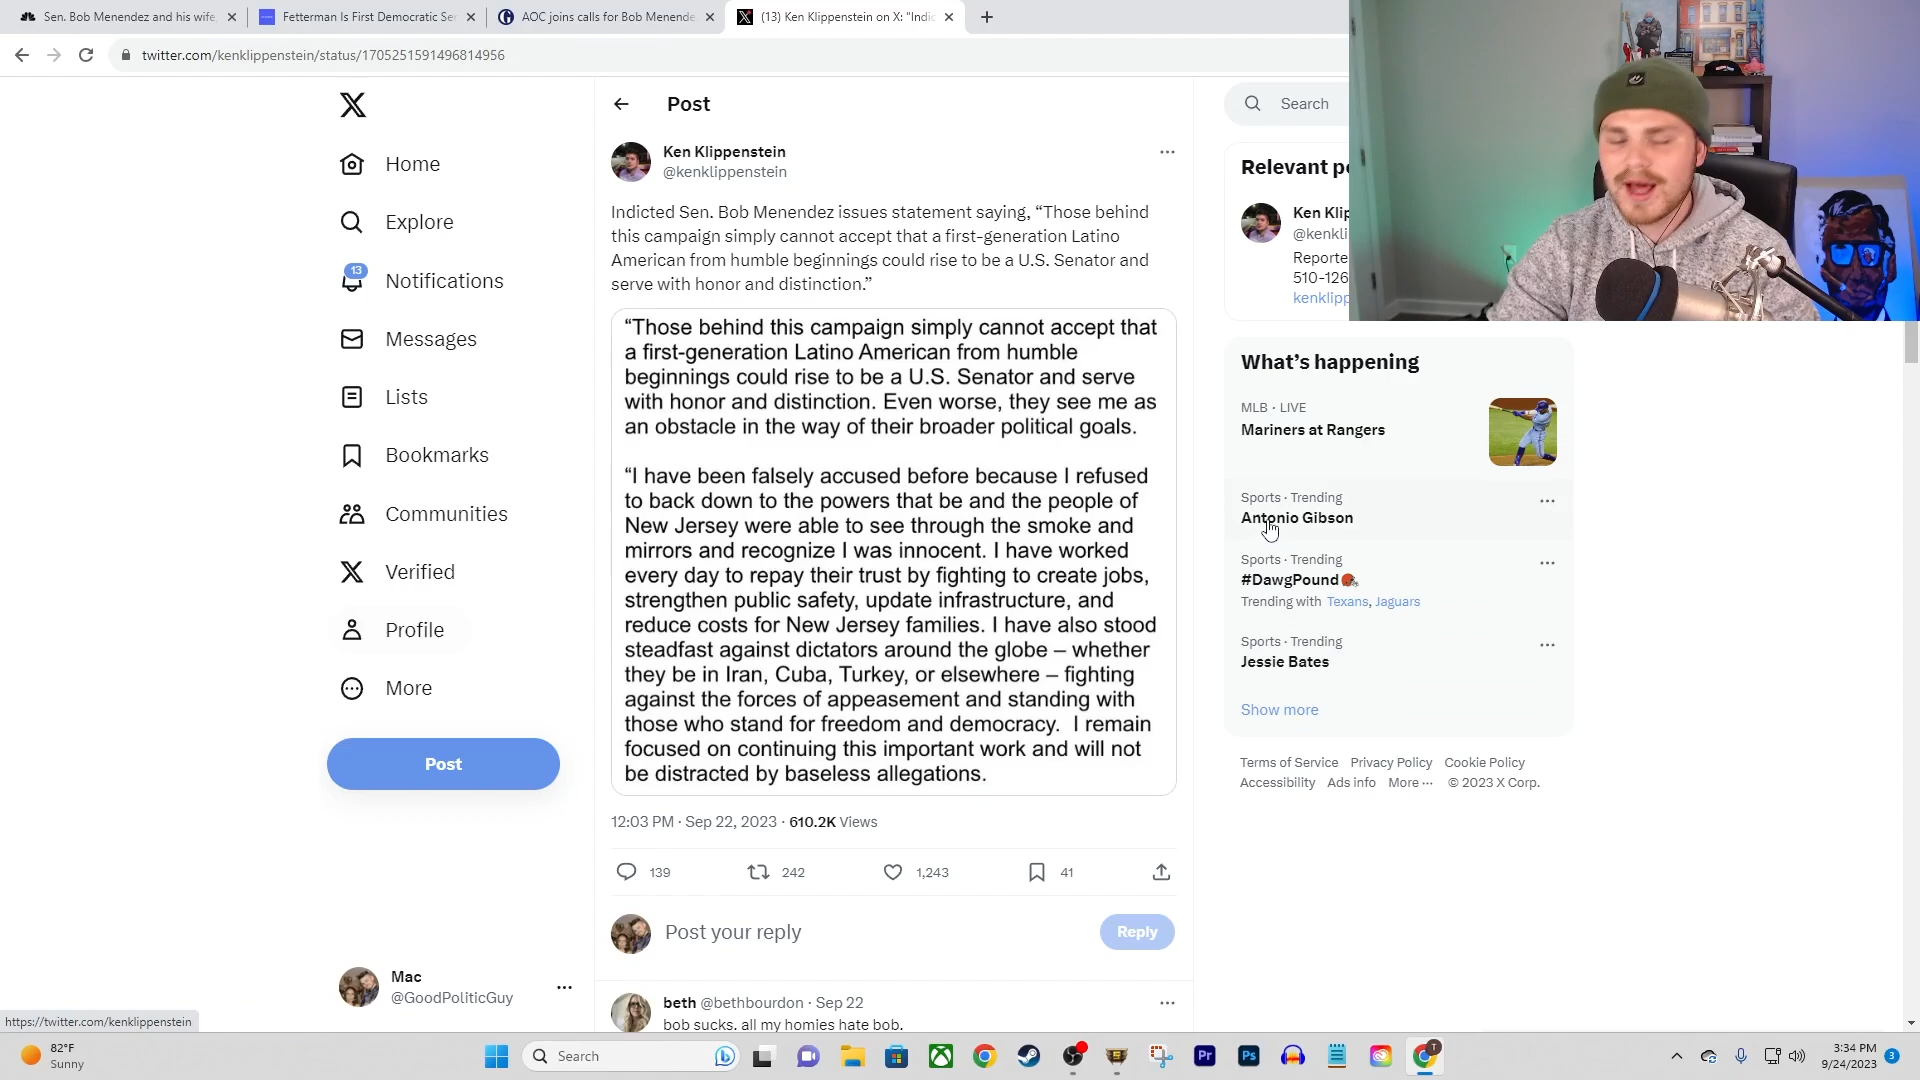 Sen. Bob Menendez and his wife
Fetterman Is First Democratic Se
AOC joins calls for Bob Menende
(13) Ken Klippenstein on X: "Indic
twitter.com/kenklippenstein/status/1705251591496814956
X
Home
Explore
13
Notifications
Messages
Lists
Bookmarks
Communities
Verified
Profile
More
Post
Mac
@GoodPoliticGuy
https://twitter.com/kenklippenstein
Post
Ken Klippenstein
@kenklippenstein
Indicted Sen. Bob Menendez issues statement saying, “Those behind
this campaign simply cannot accept that a first-generation Latino
American from humble beginnings could rise to be a U.S. Senator and
serve with honor and distinction.”
“Those behind this campaign simply cannot accept that
a first-generation Latino American from humble
beginnings could rise to be a U.S. Senator and serve
with honor and distinction. Even worse, they see me as
an obstacle in the way of their broader political goals.
“I have been falsely accused before because I refused
to back down to the powers that be and the people of
New Jersey were able to see through the smoke and
mirrors and recognize I was innocent. I have worked
every day to repay their trust by fighting to create jobs,
strengthen public safety, update infrastructure, and
reduce costs for New Jersey families. I have also stood
steadfast against dictators around the globe – whether
they be in Iran, Cuba, Turkey, or elsewhere – fighting
against the forces of appeasement and standing with
those who stand for freedom and democracy. I remain
focused on continuing this important work and will not
be distracted by baseless allegations.
12:03 PM · Sep 22, 2023 · 610.2K Views
139 242 1,243 41
Post your reply
Reply
beth @bethbourdon · Sep 22
bob sucks. all my homies hate bob.
Search
Relevant pe
Ken Klip
@kenkli
Reporte
510-126
kenklipp
What’s happening
MLB · LIVE
Mariners at Rangers
Sports · Trending
Antonio Gibson
Sports · Trending
#DawgPound
Trending with Texans, Jaguars
Sports · Trending
Jessie Bates
Show more
Terms of Service Privacy Policy Cookie Policy
Accessibility Ads info More ··· © 2023 X Corp.
82°F
Sunny
Search
Pr
Ps
T
3:34 PM
9/24/2023
3